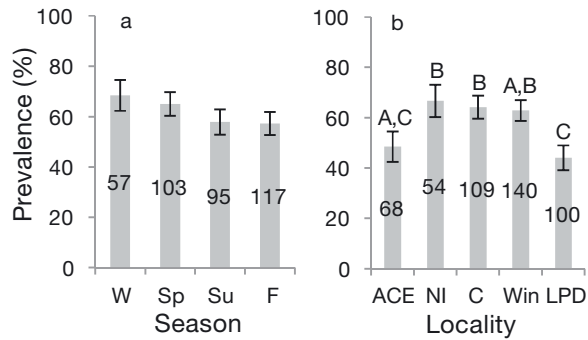 a
Prevalence (%)
100
80
60
40
20
0
57 103 95 117
W Sp Su F
Season
b
100
80
60
40
20
0
A,C B B A,B C
68 54 109 140 100
ACE NI C Win LPD
Locality